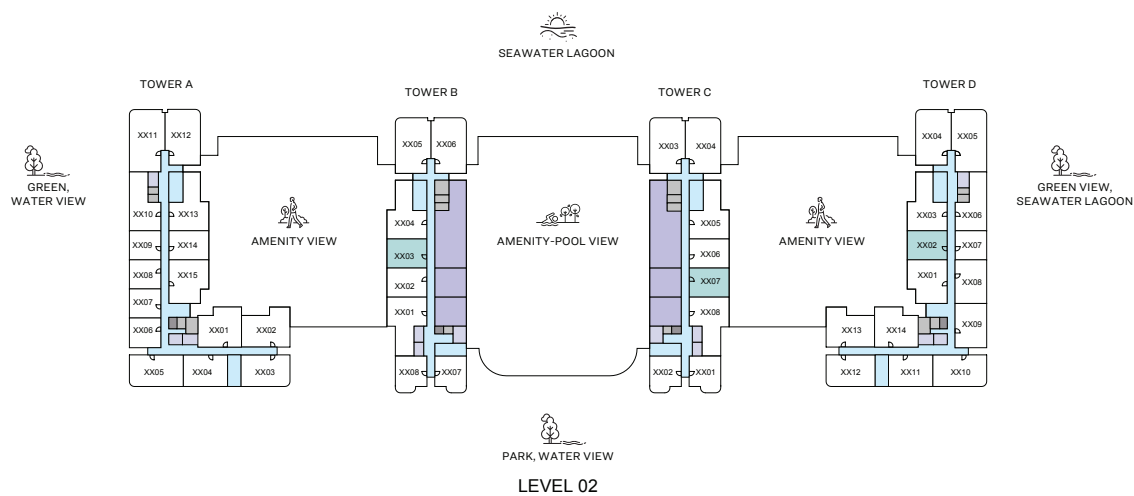 SEAWATER LAGOON
TOWER A
TOWER B
TOWER C
TOWER D
XX11
XX12
XX05
XX06
XX03
XX04
XX04
XX05
GREEN,
WATER VIEW
GREEN VIEW,
SEAWATER LAGOON
XX10
XX13
XX04
XX05
XX03
XX06
AMENITY VIEW
AMENITY-POOL VIEW
AMENITY VIEW
XX09
XX14
XX03
XX06
XX02
XX07
XX08
XX15
XX02
XX07
XX01
XX08
XX07
XX01
XX08
XX06
XX01
XX02
XX13
XX14
XX09
XX05
XX04
XX03
XX08
XX07
XX02
XX01
XX12
XX11
XX10
PARK, WATER VIEW
LEVEL 02